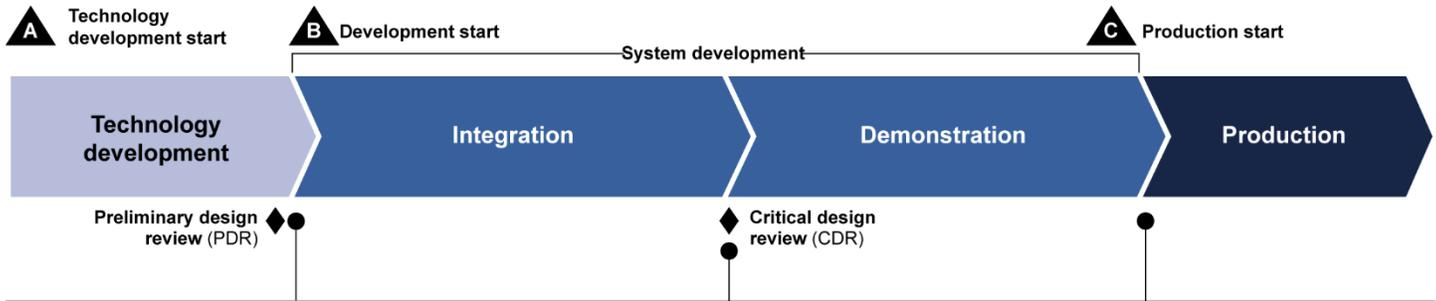 A
Technology
development start
B
Development start
C
Production start
System development
Technology
development
Integration
Demonstration
Production
Preliminary design
review (PDR)
Critical design
review (CDR)